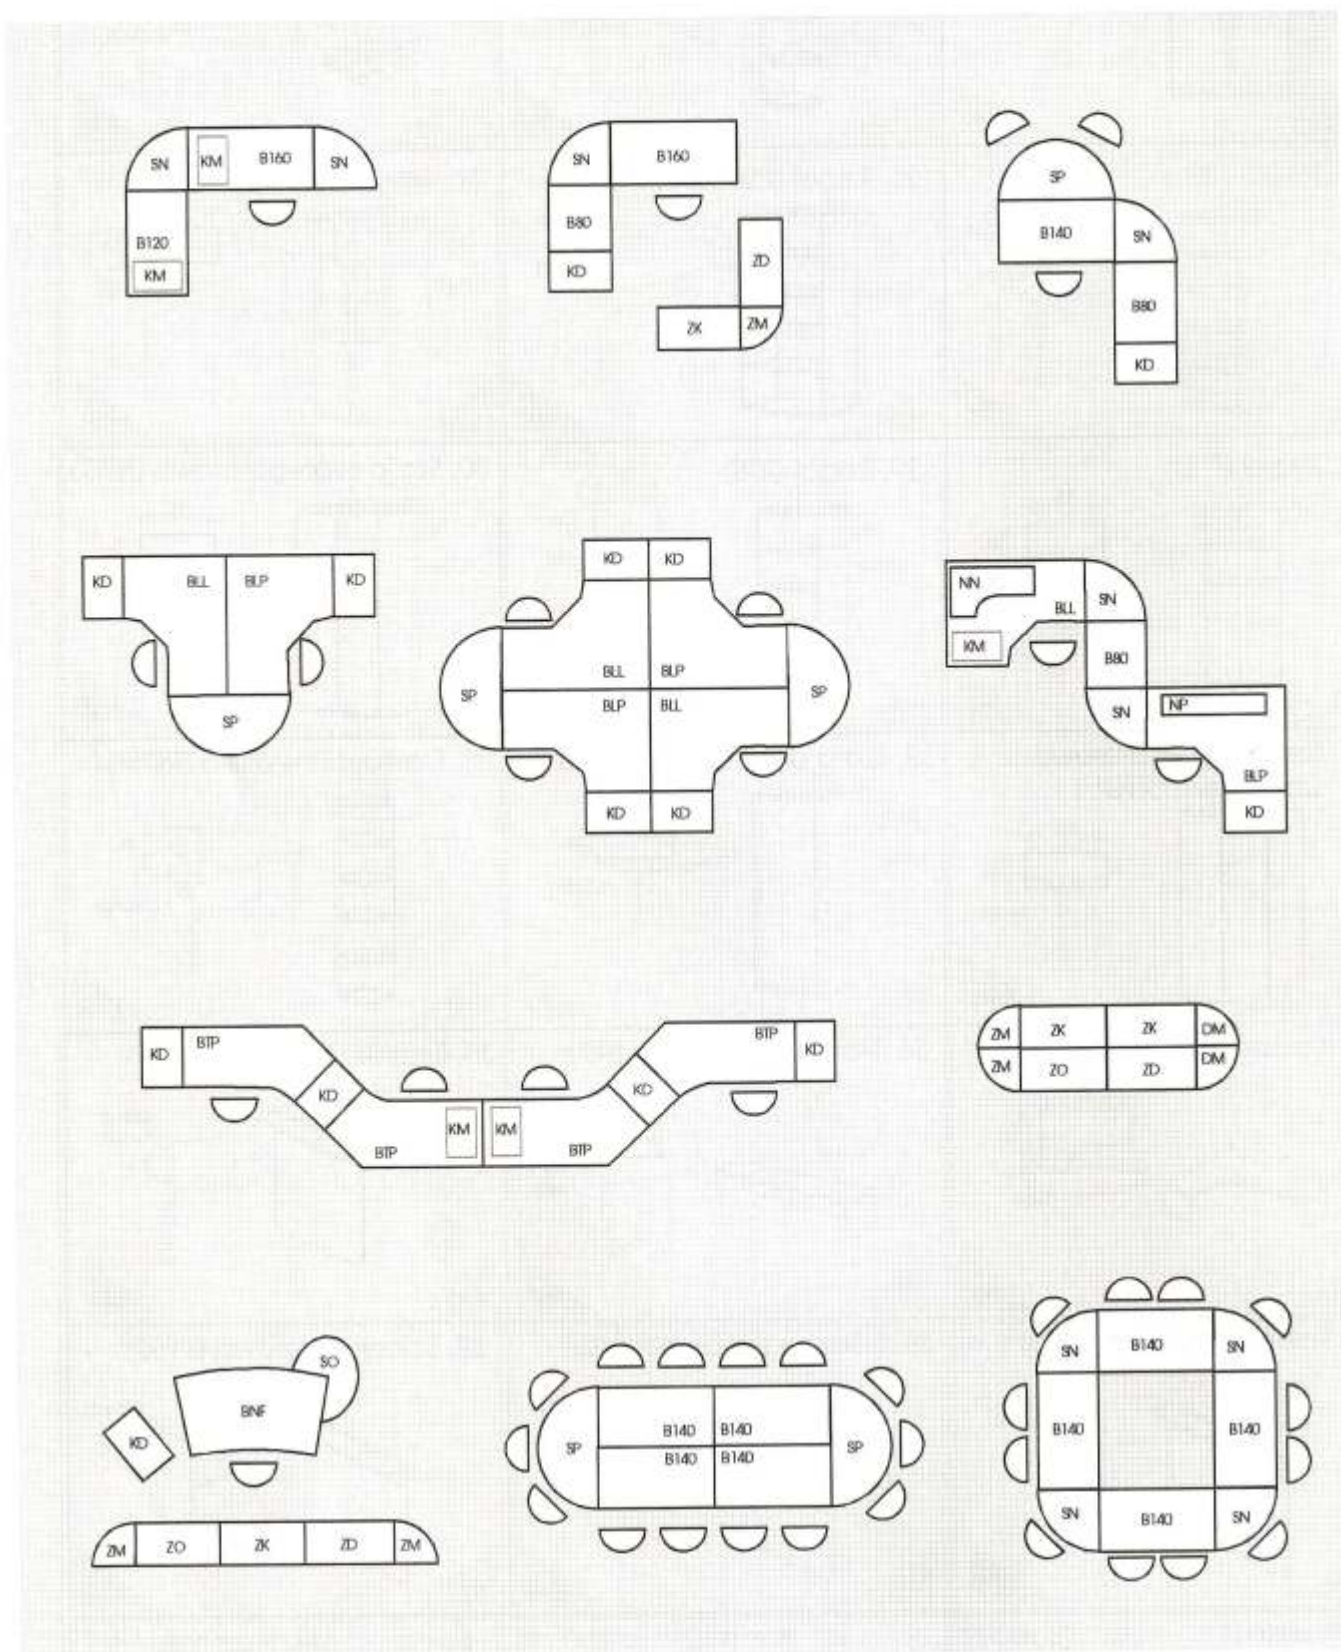 SN KM B160 SN
B120
KM
SN B160
B80
KD
ZD
ZK ZM
SP
B140 SN
B80
KD
KD BLL BLP KD
SP
KD KD
BLL BLP
SP SP
BLP BLL
KD KD
NN
BLL SN
KM B80
SN NP
BLP
KD
KD BTP BTP KD
KD KD
KM KM
BTP BTP
ZM ZK ZK DM
ZM ZO ZD DM
SO
BNF
KD
ZM ZO ZK ZD ZM
B140 B140
SP SP
B140 B140
SN B140 SN
B140 B140
SN B140 SN